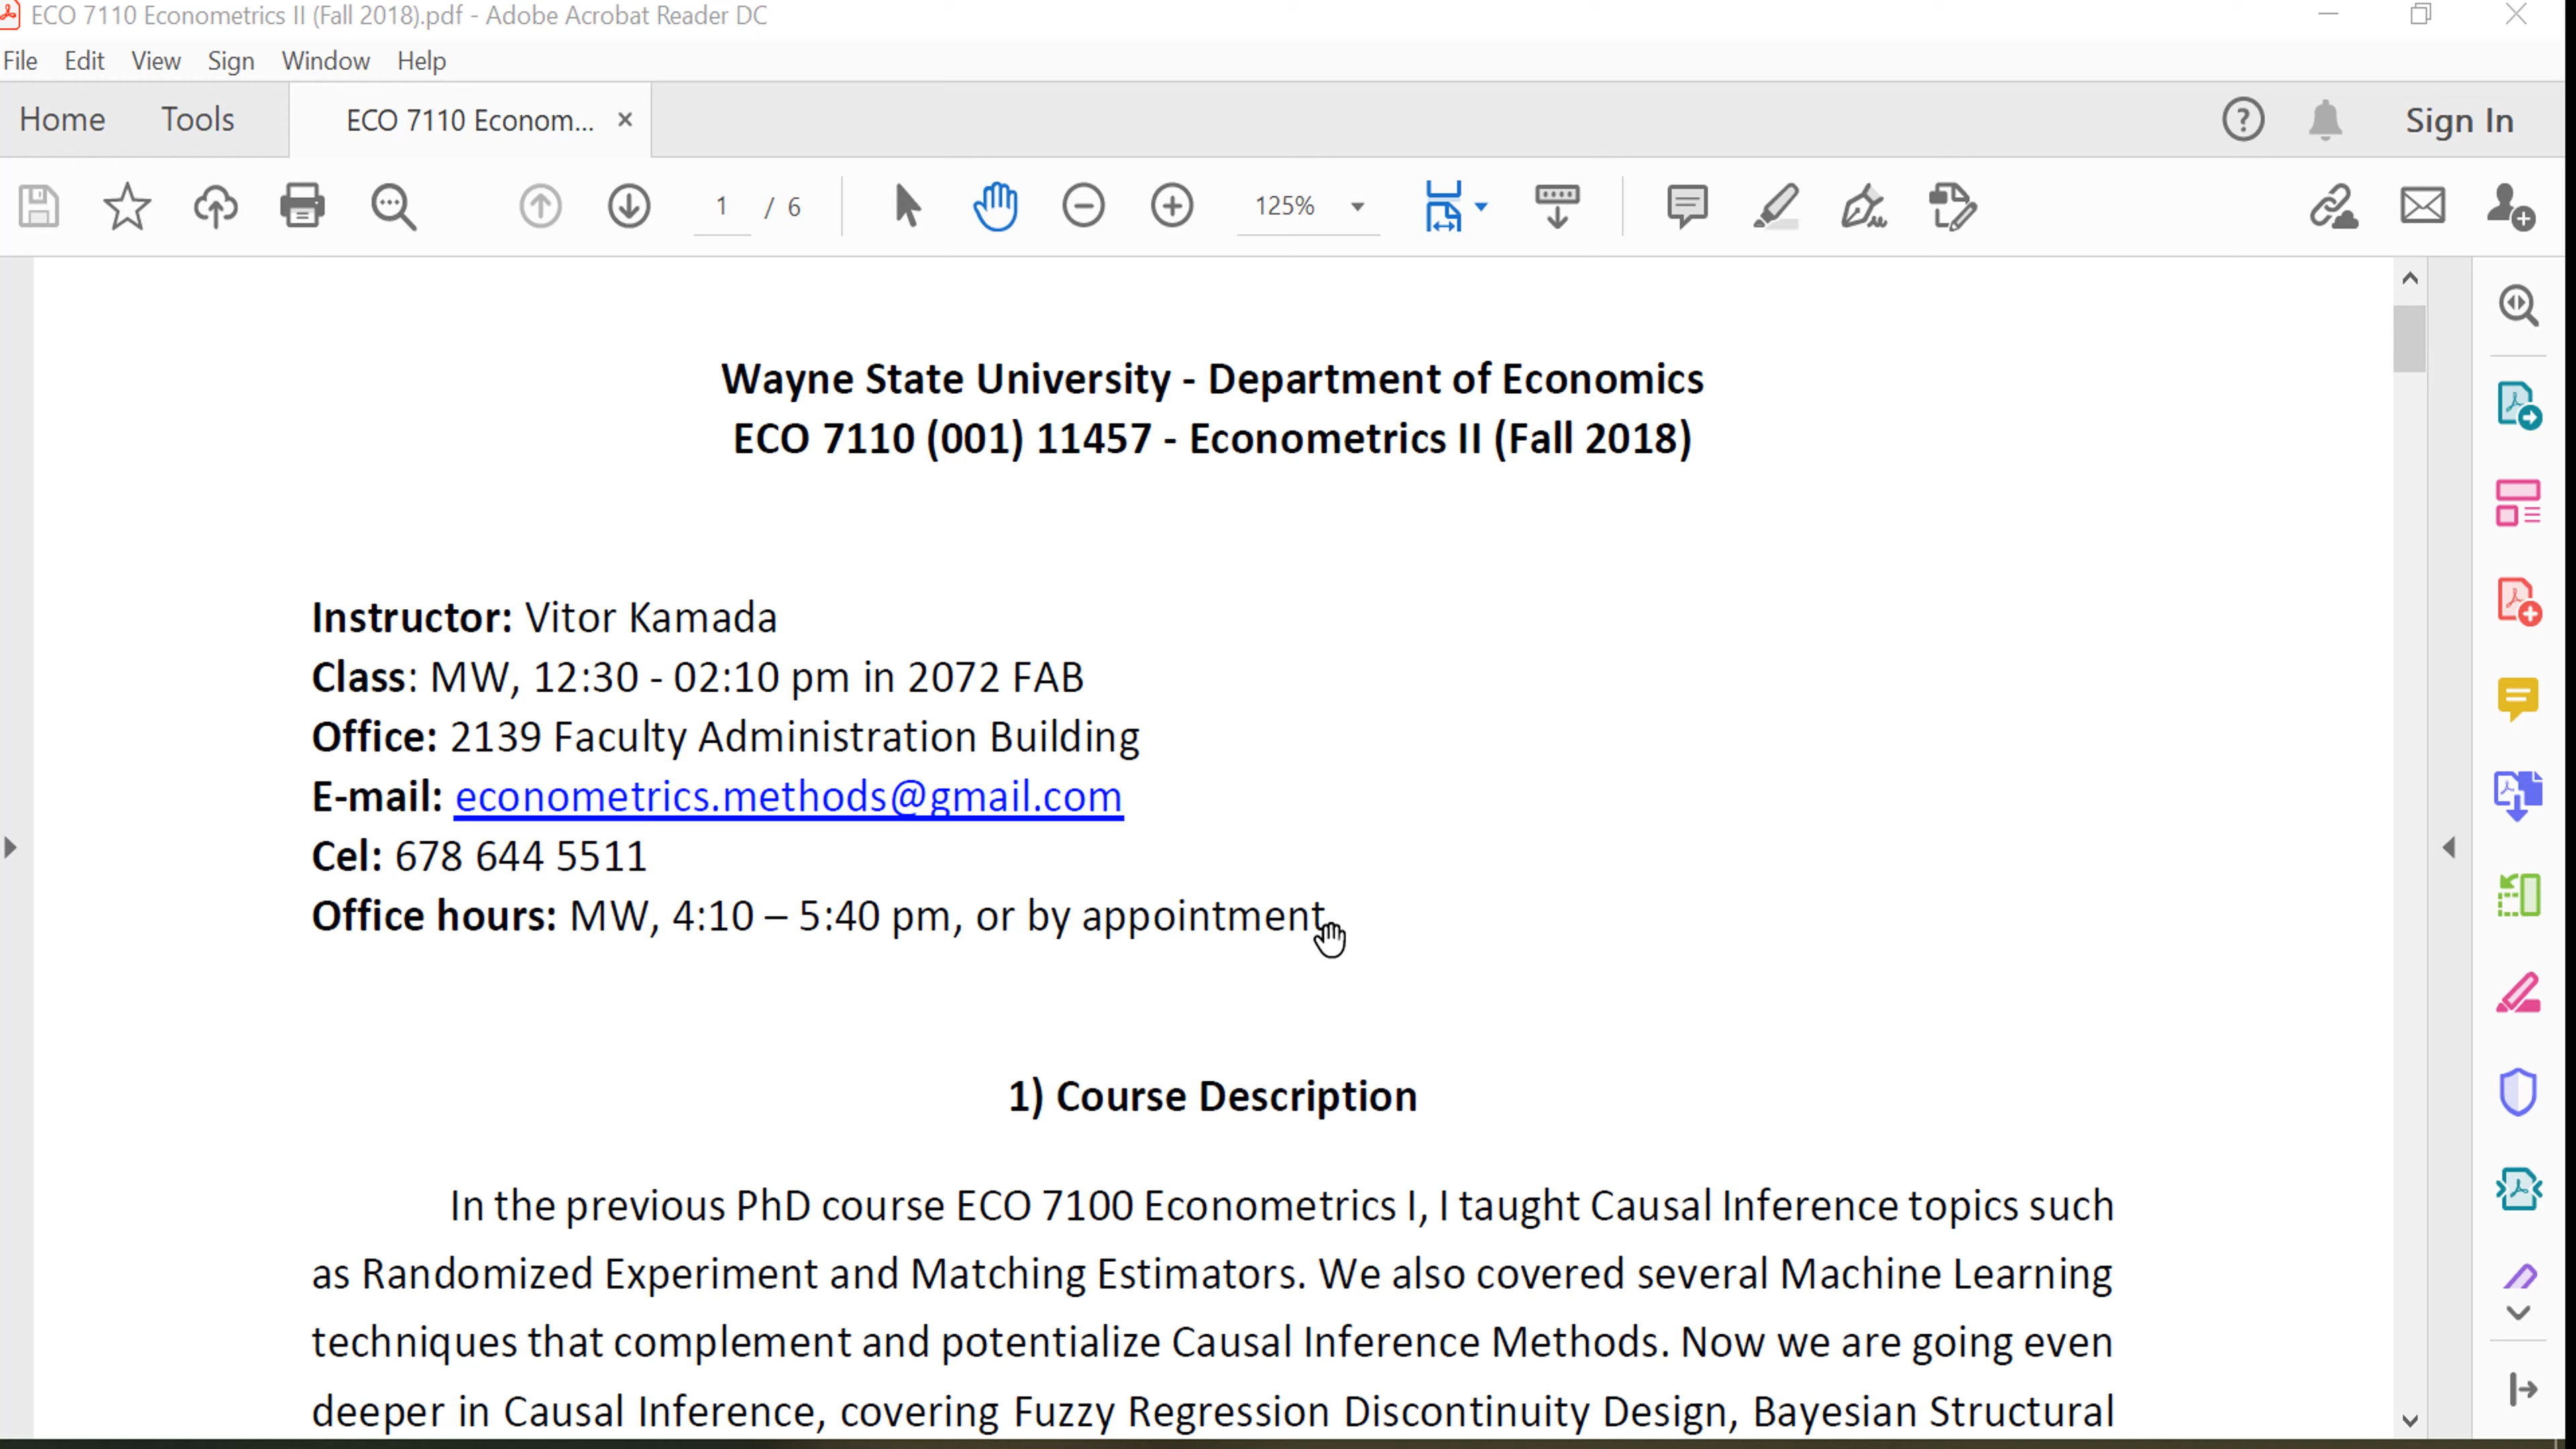 ECO 7110 Econometrics II (Fall 2018).pdf - Adobe Acrobat Reader DC
File Edit View Sign Window Help
Home Tools ECO 7110 Econom... × Sign In
1 / 6 125%
Wayne State University - Department of Economics
ECO 7110 (001) 11457 - Econometrics II (Fall 2018)
Instructor: Vitor Kamada
Class: MW, 12:30 - 02:10 pm in 2072 FAB
Office: 2139 Faculty Administration Building
E-mail: econometrics.methods@gmail.com
Cel: 678 644 5511
Office hours: MW, 4:10 – 5:40 pm, or by appointment
1) Course Description
In the previous PhD course ECO 7100 Econometrics I, I taught Causal Inference topics such
as Randomized Experiment and Matching Estimators. We also covered several Machine Learning
techniques that complement and potentialize Causal Inference Methods. Now we are going even
deeper in Causal Inference, covering Fuzzy Regression Discontinuity Design, Bayesian Structural